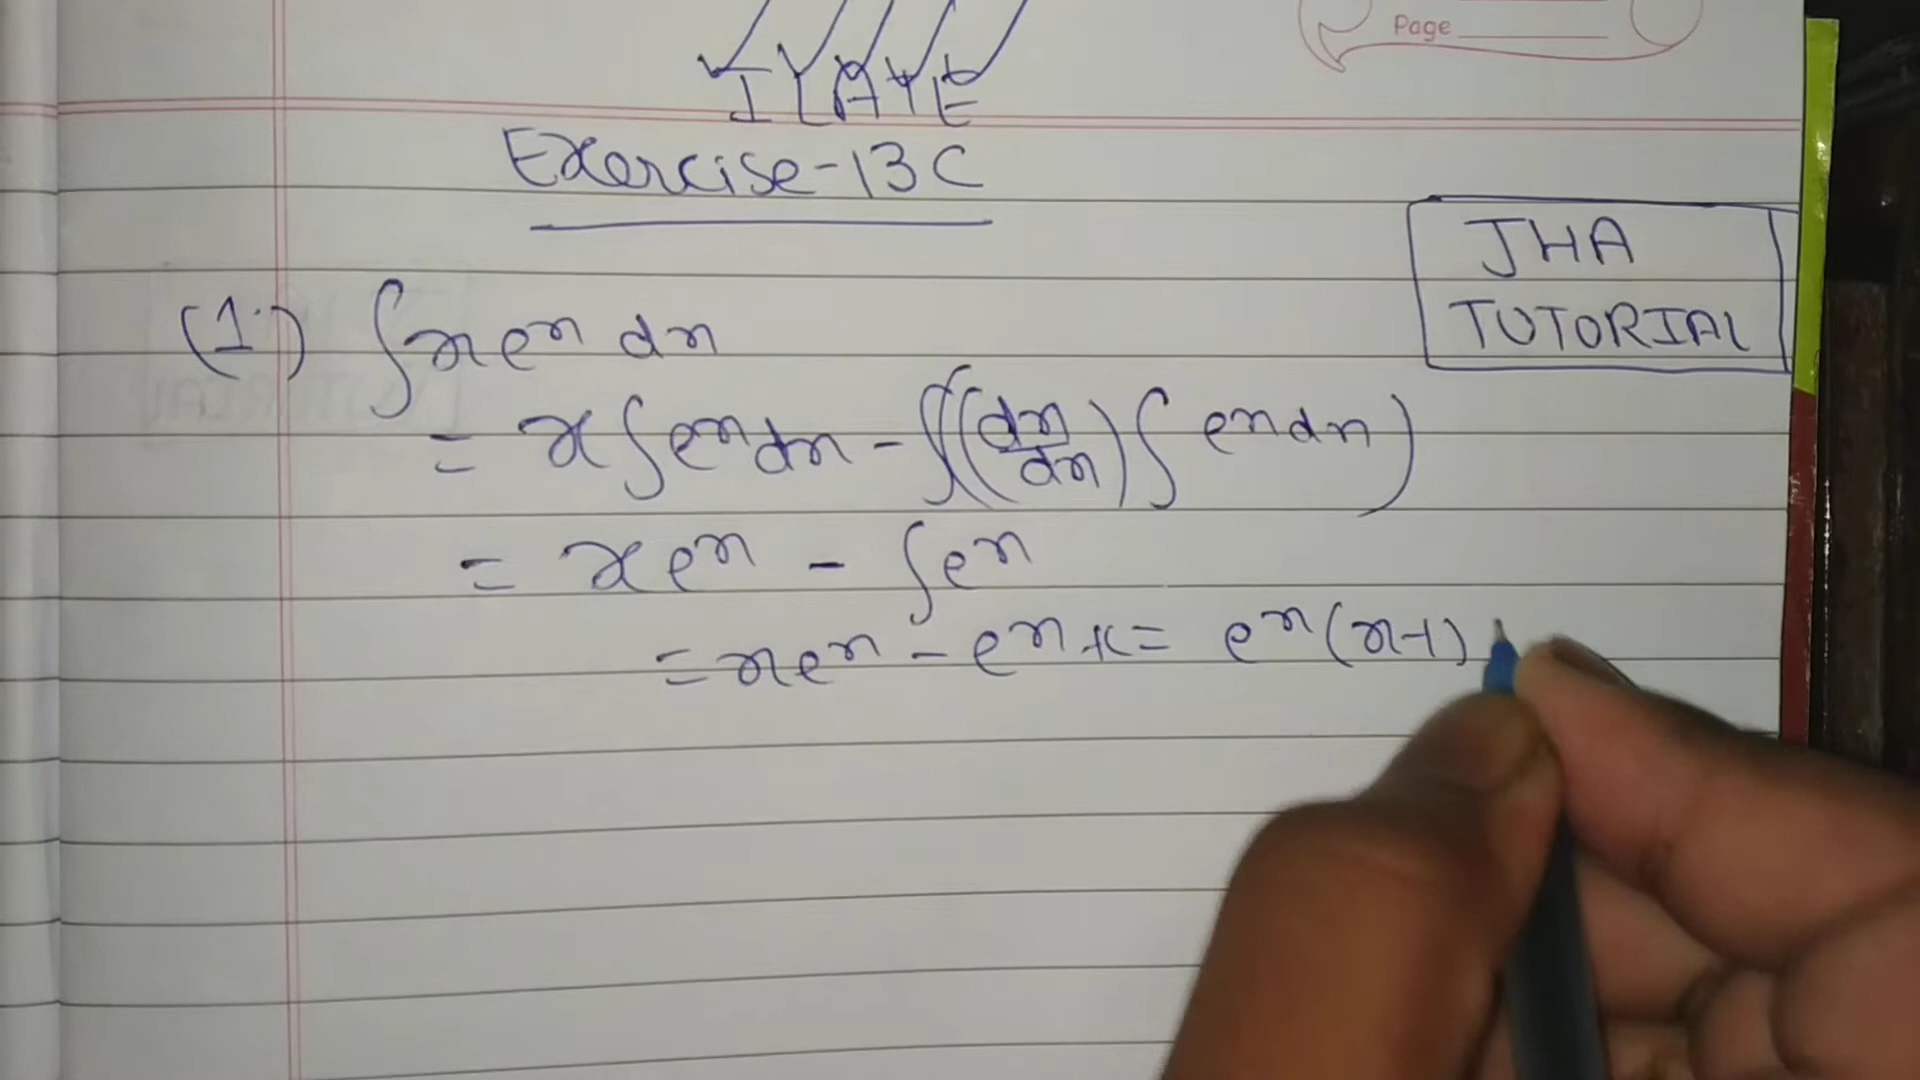 Page
ILATE
Exercise-13C
JHA
TUTORIAL
(1.) ∫xeˣ dx
= x∫eˣdx - ∫((dx/dx)∫eˣdx)
= xeˣ - ∫eˣ
= xeˣ - eˣ+c = eˣ(x-1)